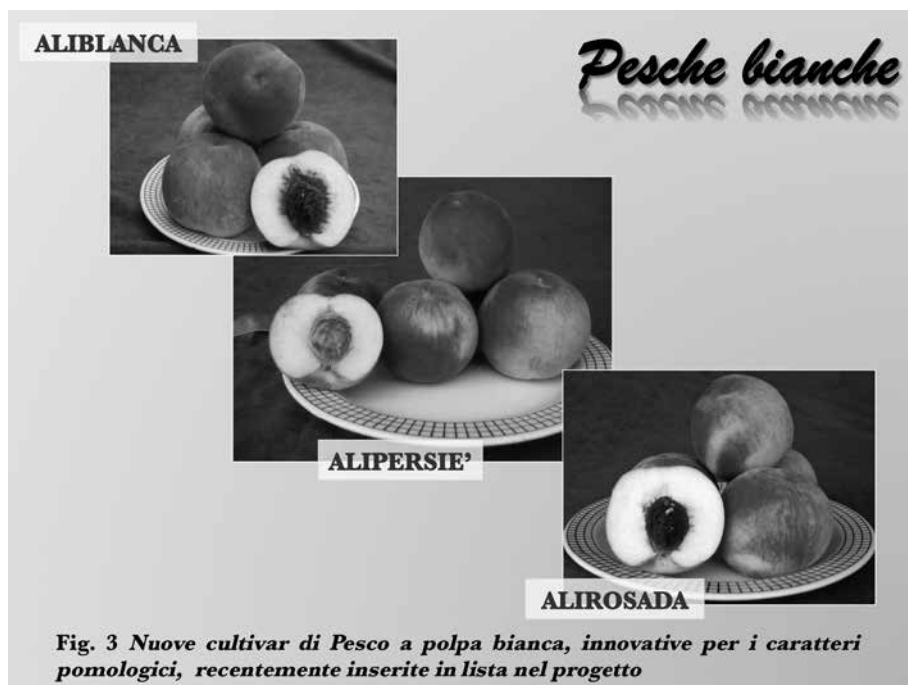 ALIBLANCA
Pesche bianche
ALIPERSIE’
ALIROSADA
Fig. 3 Nuove cultivar di Pesco a polpa bianca, innovative per i caratteri
pomologici, recentemente inserite in lista nel progetto